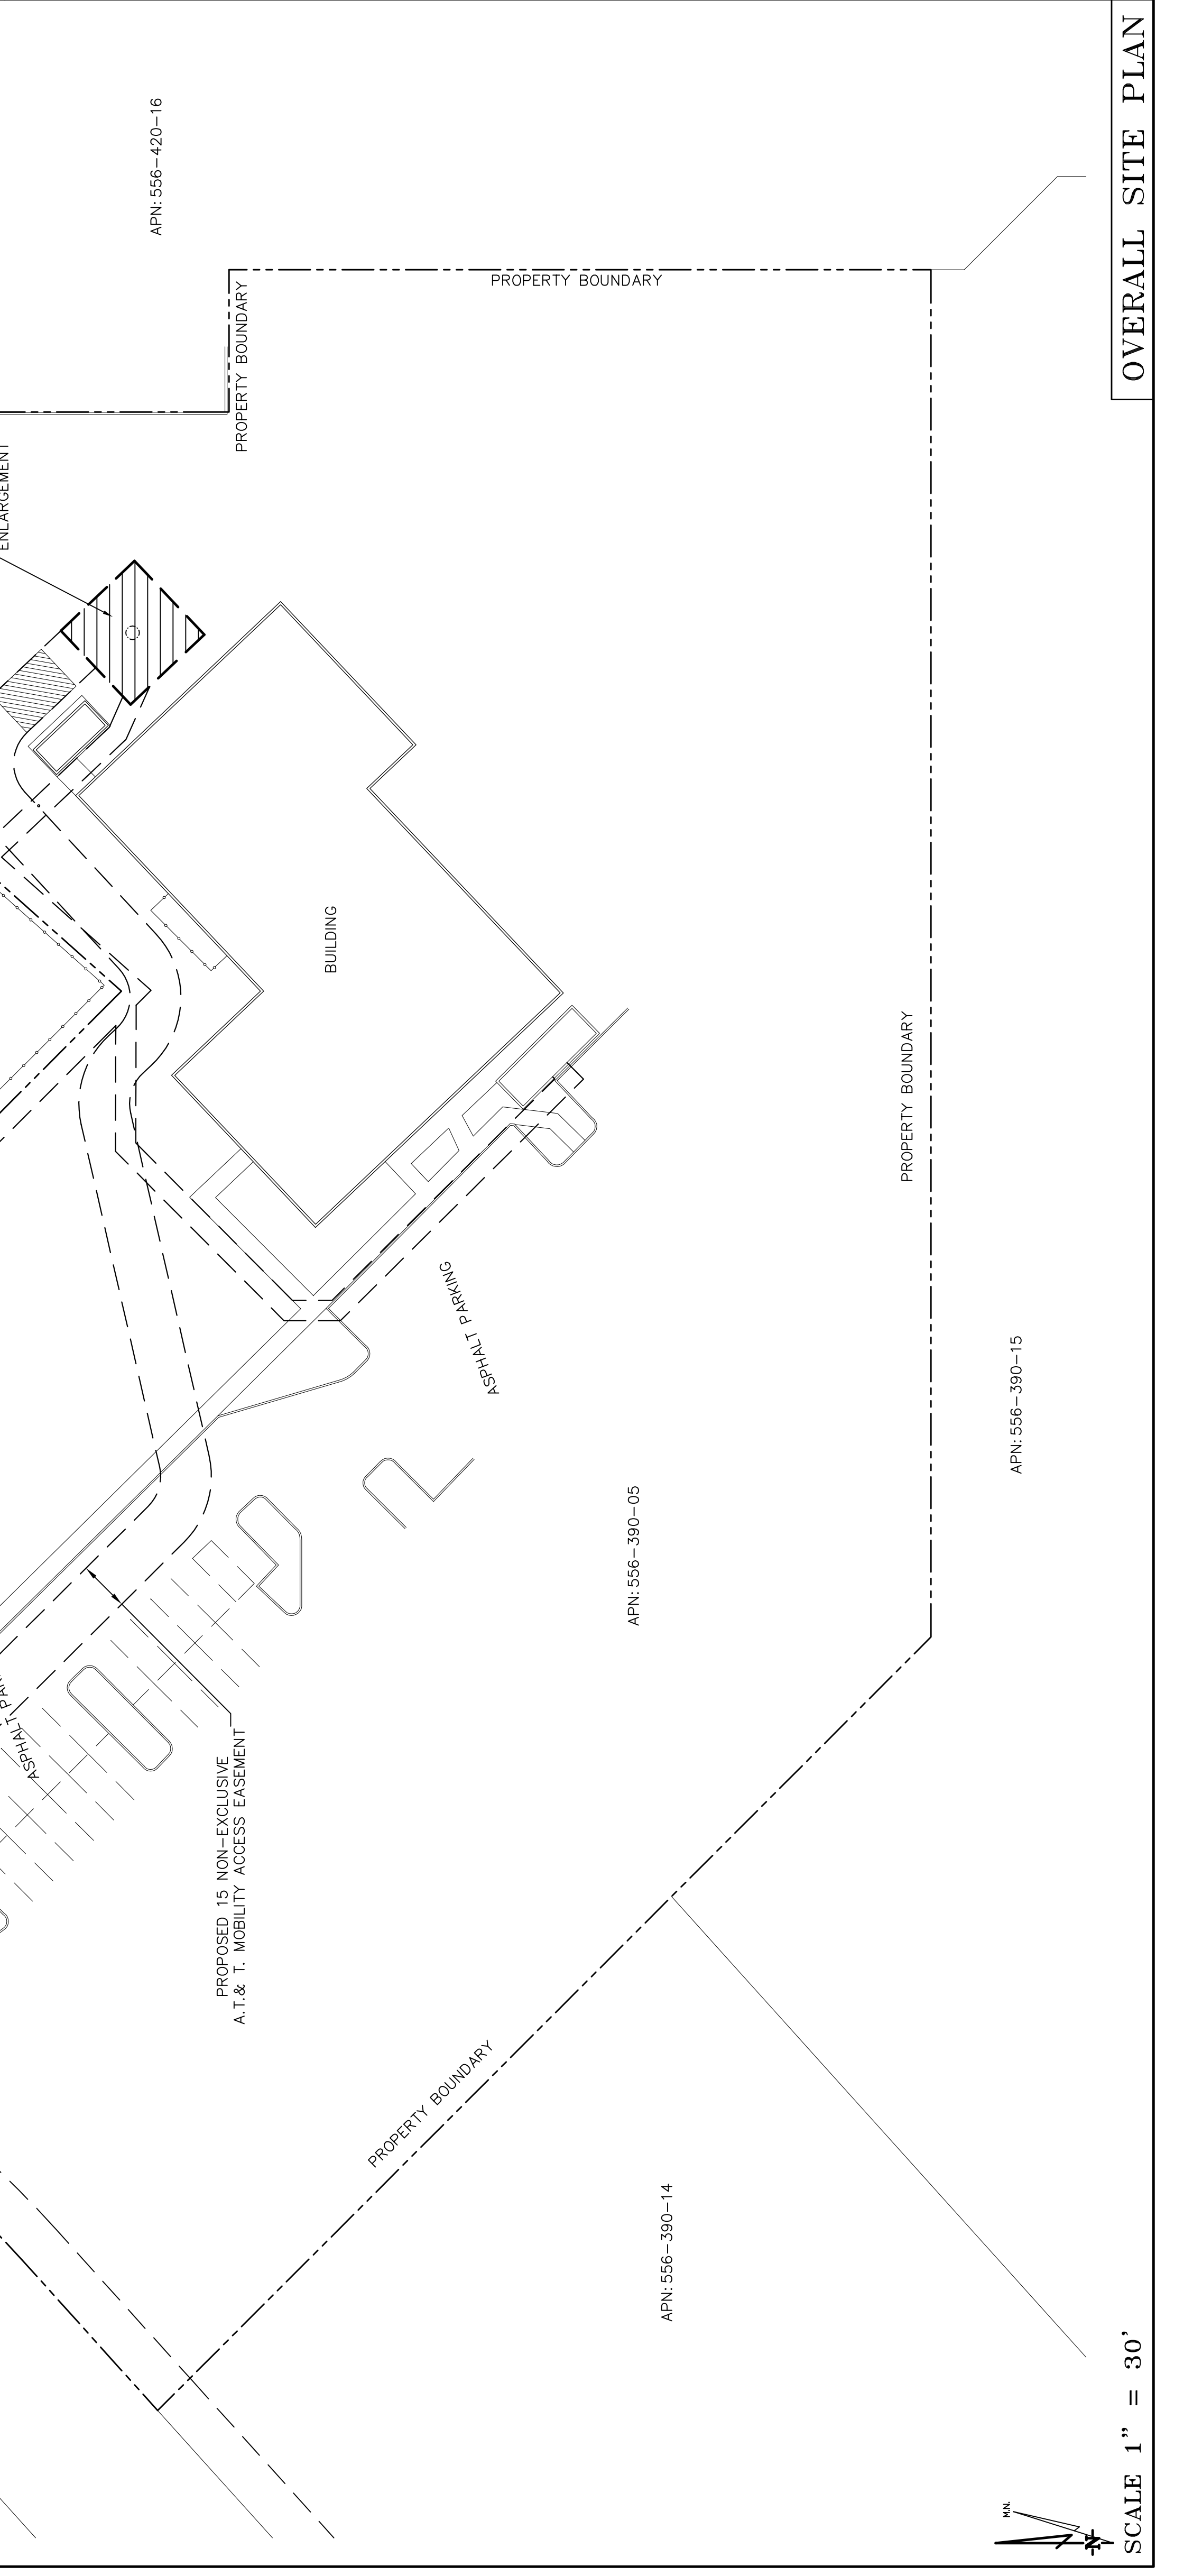 APN: 556-420-16
PROPERTY BOUNDARY
PROPERTY BOUNDARY
ENLARGEMENT
BUILDING
PROPERTY BOUNDARY
ASPHALT PARKING
APN: 556-390-15
APN: 556-390-05
ASPHALT
PROPOSED 15 NON-EXCLUSIVE
A.T.& T. MOBILITY ACCESS EASEMENT
PROPERTY BOUNDARY
APN: 556-390-14
M.N.
N
SCALE 1" = 30'
OVERALL SITE PLAN